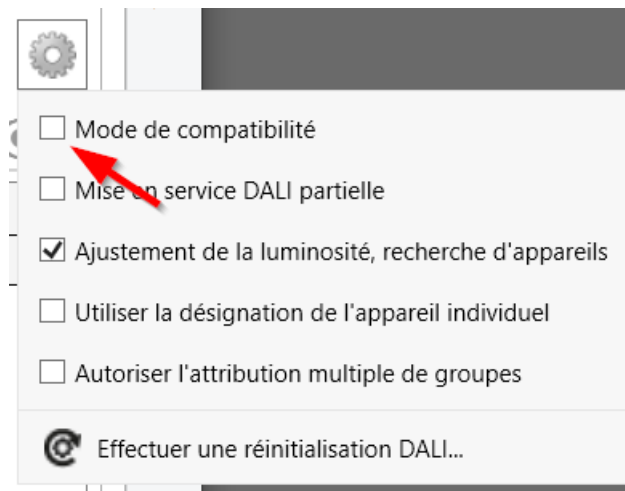 Mode de compatibilité
Mise en service DALI partielle
Ajustement de la luminosité, recherche d'appareils
Utiliser la désignation de l'appareil individuel
Autoriser l'attribution multiple de groupes
Effectuer une réinitialisation DALI...